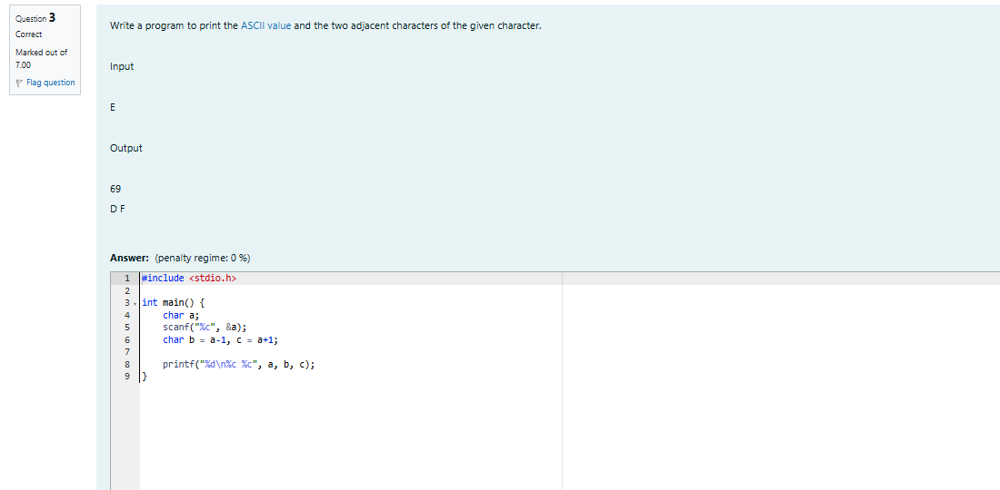 Question 3
Correct
Marked out of
7.00
Flag question
Write a program to print the ASCII value and the two adjacent characters of the given character.
Input
E
Output
69
D F
Answer: (penalty regime: 0 %)
1 #include <stdio.h>
2
3 int main() {
4     char a;
5     scanf("%c", &a);
6     char b = a-1, c = a+1;
7
8     printf("%d\n%c %c", a, b, c);
9 }